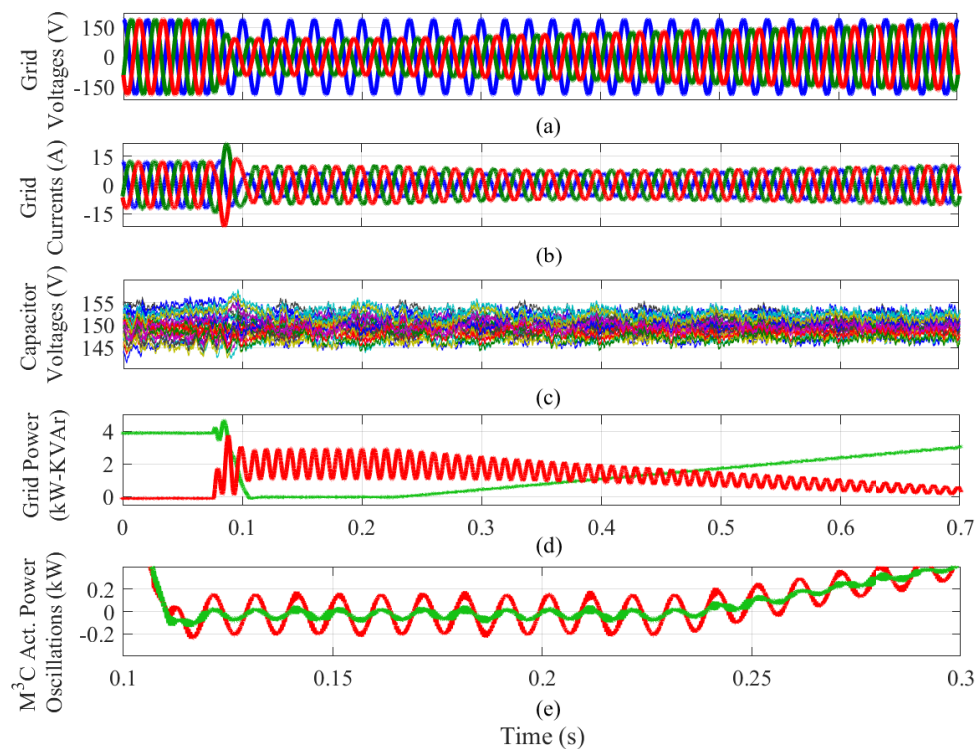 Grid
Voltages (V)
150
0
-150
(a)
Grid
Currents (A)
15
0
-15
(b)
Capacitor
Voltages (V)
155
150
145
(c)
Grid Power
(kW-KVAr)
4
2
0
0 0.1 0.2 0.3 0.4 0.5 0.6 0.7
(d)
M³C Act. Power
Oscillations (kW)
0.2
0
-0.2
0.1 0.15 0.2 0.25 0.3
(e)
Time (s)